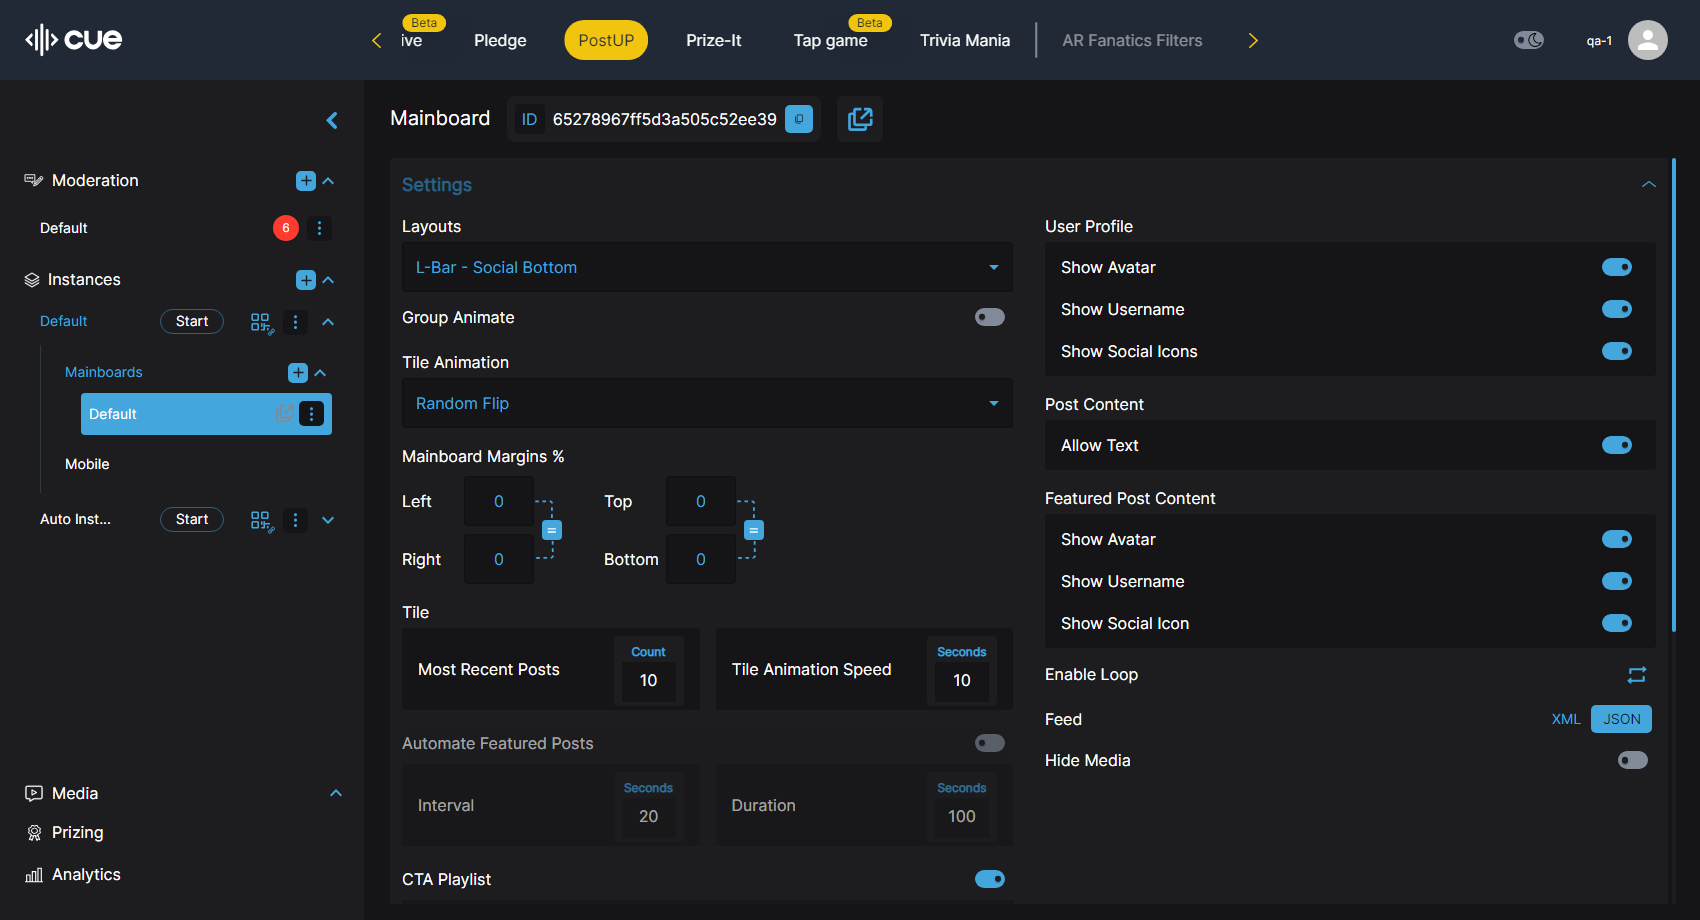 cue
Beta
ive
Pledge
PostUP
Prize-It
Beta
Tap game
Trivia Mania
AR Fanatics Filters
qa-1
Moderation
Default
6
Instances
Default
Start
Mainboards
Default
Mobile
Auto Inst...
Start
Media
Prizing
Analytics
Mainboard
ID 65278967ff5d3a505c52ee39
Settings
Layouts
L-Bar - Social Bottom
Group Animate
Tile Animation
Random Flip
Mainboard Margins %
Left 0 Top 0
Right 0 Bottom 0
Tile
Most Recent Posts
Count
10
Tile Animation Speed
Seconds
10
Automate Featured Posts
Interval
Seconds
20
Duration
Seconds
100
CTA Playlist
User Profile
Show Avatar
Show Username
Show Social Icons
Post Content
Allow Text
Featured Post Content
Show Avatar
Show Username
Show Social Icon
Enable Loop
Feed XML JSON
Hide Media